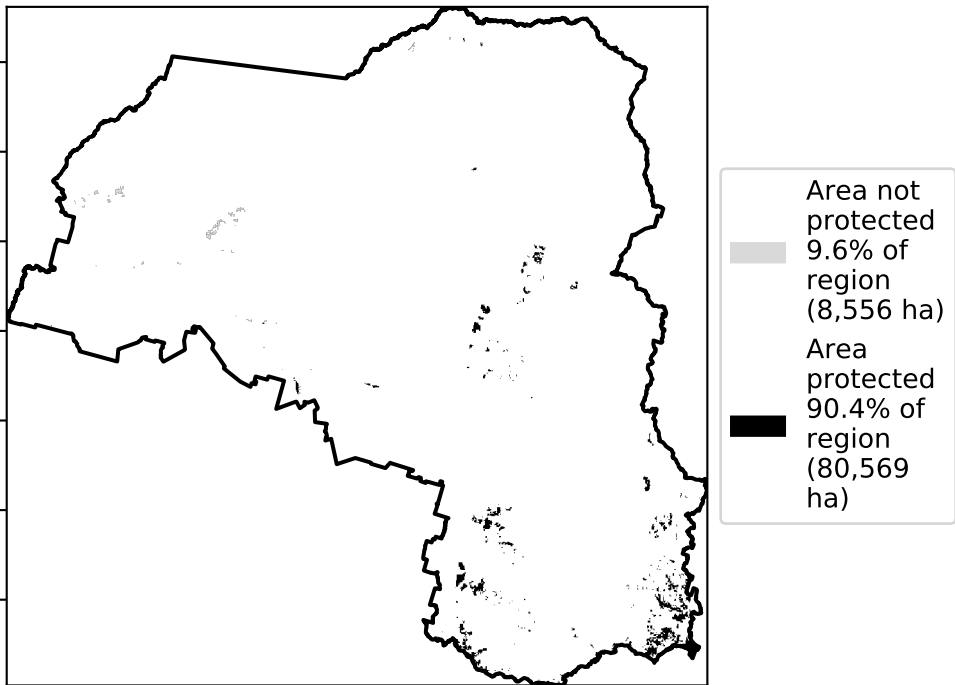 Area not
protected
9.6% of
region
(8,556 ha)
Area
protected
90.4% of
region
(80,569
ha)